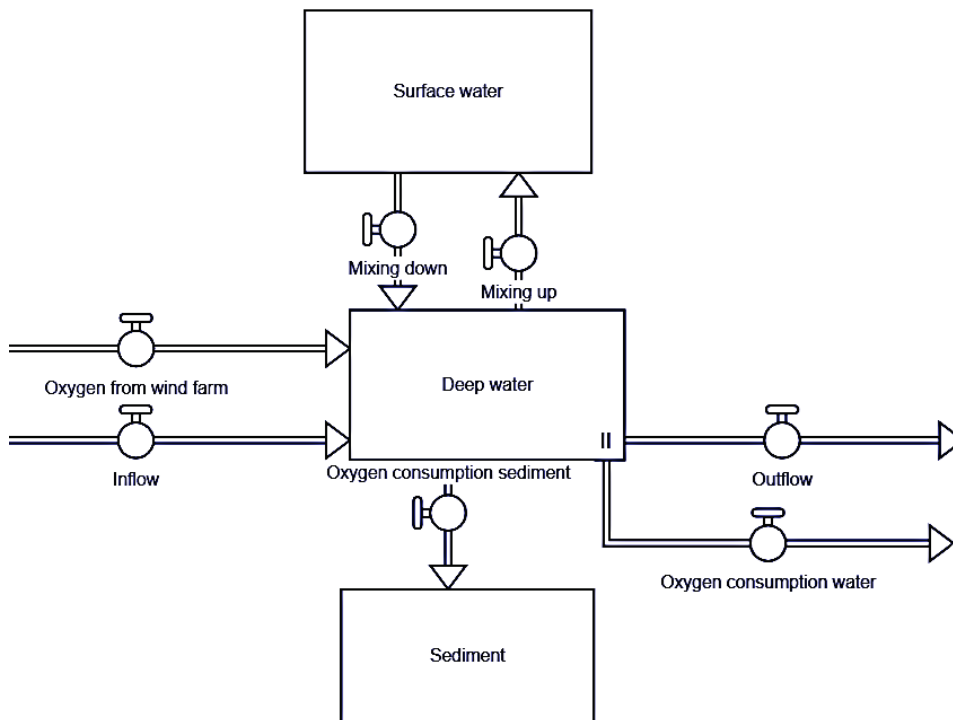 Surface water
Mixing down
Mixing up
Oxygen from wind farm
Deep water
Inflow
II
Oxygen consumption sediment
Outflow
Oxygen consumption water
Sediment